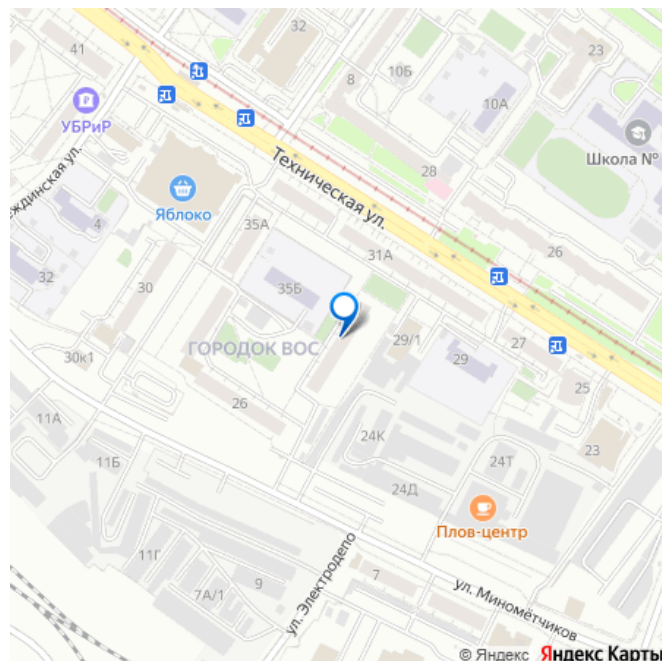 32
41
23
8
10Б
10А
УБРиР
Школа №
Техническая ул.
28
еждинская ул.
Яблоко
4
35А
31А
26
32
30
35Б
29/1
27
29
ГОРОДОК ВОС
30к1
25
26
11А
24К
23
11Б
24Т
24Д
Плов-центр
11Г
7А/1
9
ул. Электродепо
7
ул. Миномётчиков
© Яндекс Яндекс Карты